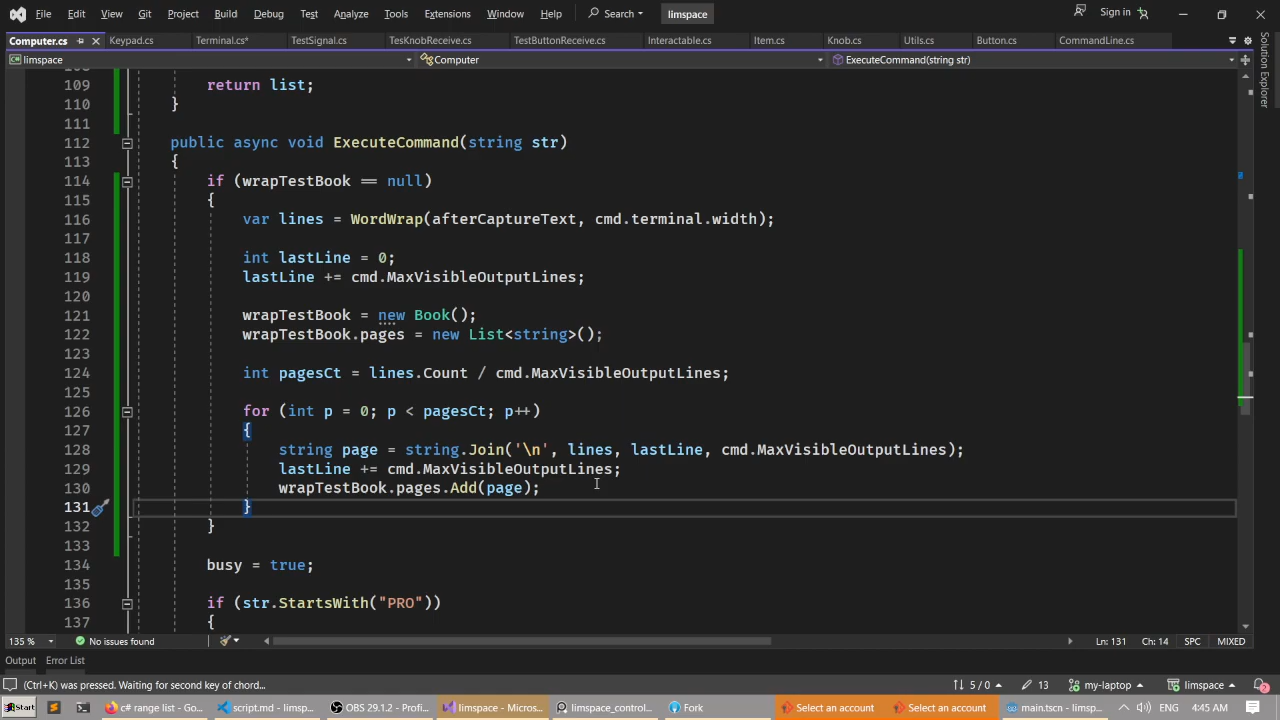 File Edit View Git Project Build Debug Test Analyze Tools Extensions Window Help Search limspace Sign in
Computer.cs Keypad.cs Terminal.cs* TestSignal.cs TesKnobReceive.cs TestButtonReceive.cs Interactable.cs Item.cs Knob.cs Utils.cs Button.cs CommandLine.cs
limspace Computer ExecuteCommand(string str)
108
109 return list;
110 }
111
112 public async void ExecuteCommand(string str)
113 {
114 if (wrapTestBook == null)
115 {
116 var lines = WordWrap(afterCaptureText, cmd.terminal.width);
117
118 int lastLine = 0;
119 lastLine += cmd.MaxVisibleOutputLines;
120
121 wrapTestBook = new Book();
122 wrapTestBook.pages = new List<string>();
123
124 int pagesCt = lines.Count / cmd.MaxVisibleOutputLines;
125
126 for (int p = 0; p < pagesCt; p++)
127 {
128 string page = string.Join('\n', lines, lastLine, cmd.MaxVisibleOutputLines);
129 lastLine += cmd.MaxVisibleOutputLines;
130 wrapTestBook.pages.Add(page);
131 }
132 }
133
134 busy = true;
135
136 if (str.StartsWith("PRO"))
137 {
135 % No issues found Ln: 131 Ch: 14 SPC MIXED
Output Error List
(Ctrl+K) was pressed. Waiting for second key of chord... 5 / 0 13 my-laptop limspace 2
Start c# range list - Go... script.md - limsp... OBS 29.1.2 - Profi... limspace - Micros... limspace_control... Fork Select an account Select an account main.tscn - limsp... ENG 4:45 AM
Solution Explorer